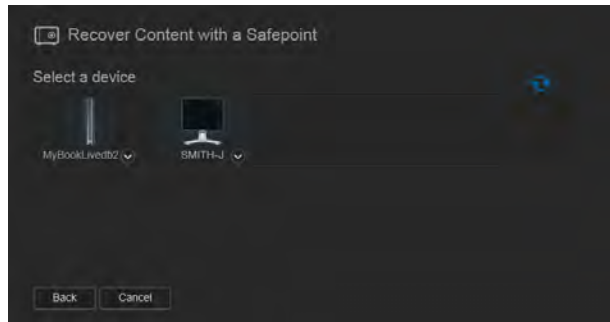 Recover Content with a Safepoint
Select a device
MyBookLivedb2 SMITH-J
Back Cancel